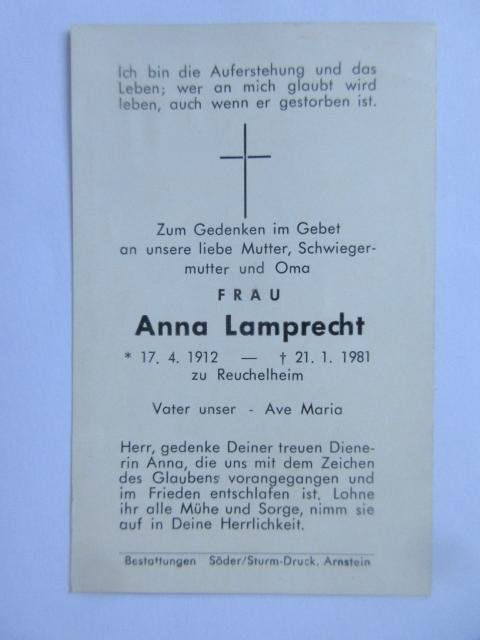 Ich bin die Auferstehung und das
Leben; wer an mich glaubt wird
leben, auch wenn er gestorben ist.
Zum Gedenken im Gebet
an unsere liebe Mutter, Schwieger-
mutter und Oma
FRAU
Anna Lamprecht
* 17. 4. 1912 — † 21. 1. 1981
zu Reuchelheim
Vater unser - Ave Maria
Herr, gedenke Deiner treuen Diene-
rin Anna, die uns mit dem Zeichen
des Glaubens vorangegangen und
im Frieden entschlafen ist. Lohne
ihr alle Mühe und Sorge, nimm sie
auf in Deine Herrlichkeit.
Bestattungen Söder/Sturm-Druck, Arnstein